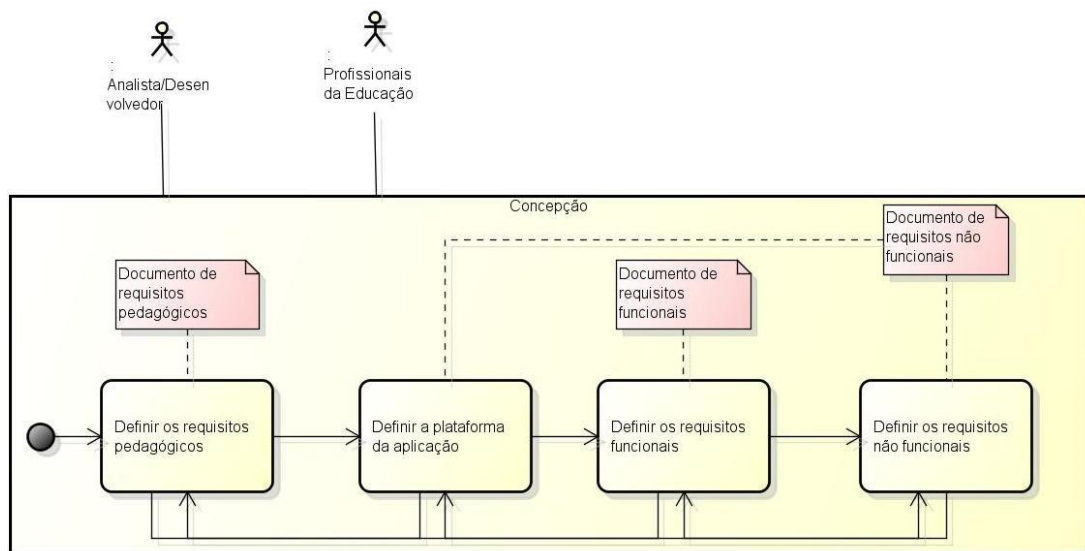 :
Analista/Desen
volvedor
:
Profissionais
da Educação
Concepção
Documento de
requisitos não
funcionais
Documento de
requisitos
pedagógicos
Documento de
requisitos
funcionais
Definir os requisitos
pedagógicos
Definir a plataforma
da aplicação
Definir os requisitos
funcionais
Definir os requisitos
não funcionais